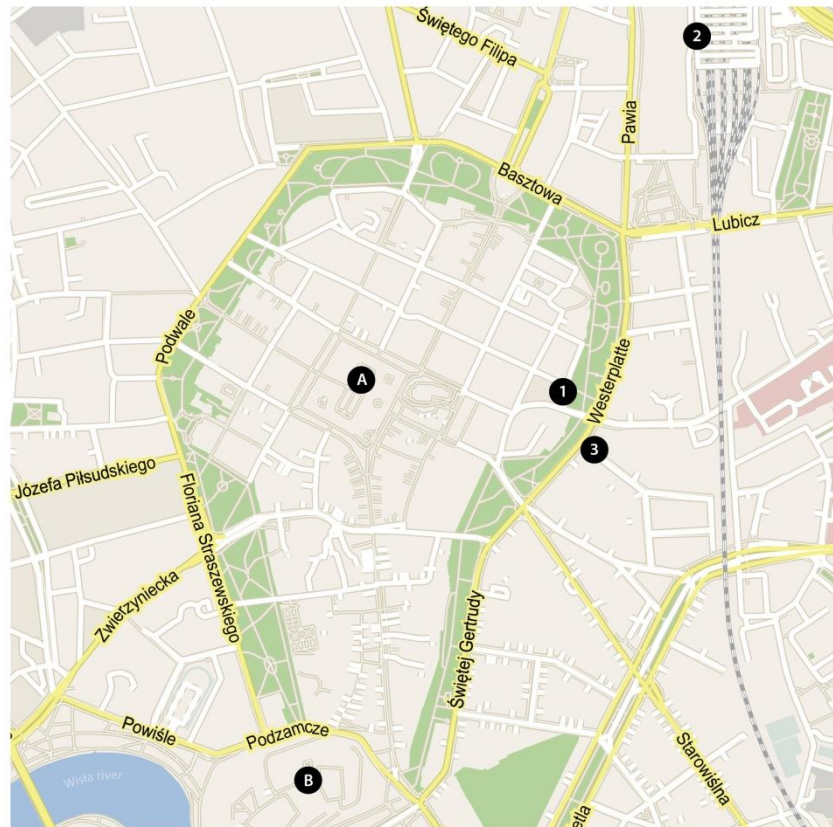 Świętego Filipa
2
Pawia
Basztowa
Lubicz
Podwale
A
1
Westerplatte
3
Józefa Piłsudskiego
Floriana Straszewskiego
Zwierzyniecka
Świętej Gertrudy
Powiśle
Podzamcze
Starowiślna
Wisła river
B
etla